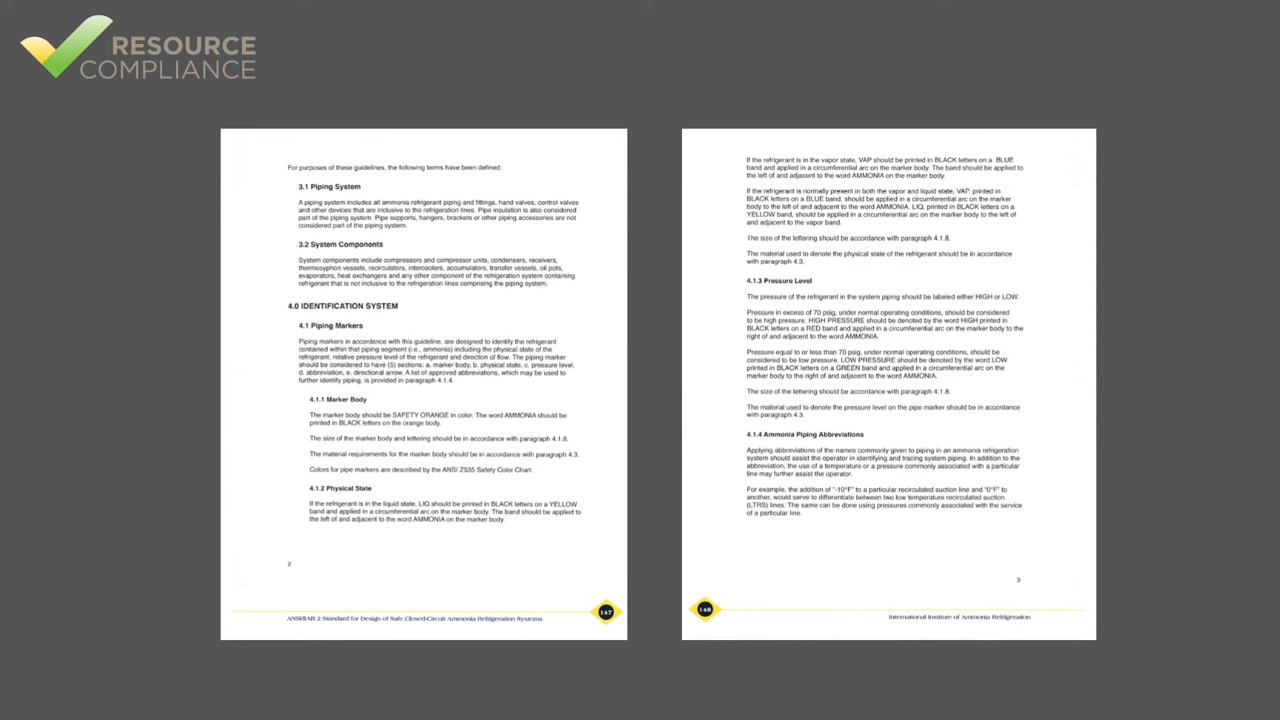 RESOURCE
COMPLIANCE
For purposes of these guidelines, the following terms have been defined:
3.1 Piping System
A piping system includes all ammonia refrigerant piping and fittings, hand valves, control valves
and other devices that are inclusive to the refrigeration lines. Pipe insulation is also considered
part of the piping system. Pipe supports, hangers, brackets or other piping accessories are not
considered part of the piping system.
3.2 System Components
System components include compressors and compressor units, condensers, receivers,
thermosyphon vessels, recirculators, intercoolers, accumulators, transfer vessels, oil pots,
evaporators, heat exchangers and any other component of the refrigeration system containing
refrigerant that is not inclusive to the refrigeration lines comprising the piping system.
4.0 IDENTIFICATION SYSTEM
4.1 Piping Markers
Piping markers in accordance with this guideline, are designed to identify the refrigerant
contained within that piping segment (i.e., ammonia) including the physical state of the
refrigerant, relative pressure level of the refrigerant and direction of flow. The piping marker
should be considered to have (5) sections: a. marker body, b. physical state, c. pressure level,
d. abbreviation, e. directional arrow. A list of approved abbreviations, which may be used to
further identify piping, is provided in paragraph 4.1.4.
4.1.1 Marker Body
The marker body should be SAFETY ORANGE in color. The word AMMONIA should be
printed in BLACK letters on the orange body.
The size of the marker body and lettering should be in accordance with paragraph 4.1.8.
The material requirements for the marker body should be in accordance with paragraph 4.3.
Colors for pipe markers are described by the ANSI Z535 Safety Color Chart.
4.1.2 Physical State
If the refrigerant is in the liquid state, LIQ should be printed in BLACK letters on a YELLOW
band and applied in a circumferential arc on the marker body. The band should be applied to
the left of and adjacent to the word AMMONIA on the marker body.
2
147
ANSI/IIAR 2 Standard for Design of Safe Closed-Circuit Ammonia Refrigeration Systems
If the refrigerant is in the vapor state, VAP should be printed in BLACK letters on a BLUE
band and applied in a circumferential arc on the marker body. The band should be applied to
the left of and adjacent to the word AMMONIA on the marker body.
If the refrigerant is normally present in both the vapor and liquid state, VAP, printed in
BLACK letters on a BLUE band, should be applied in a circumferential arc on the marker
body to the left of and adjacent to the word AMMONIA. LIQ, printed in BLACK letters on a
YELLOW band, should be applied in a circumferential arc on the marker body to the left of
and adjacent to the vapor band.
The size of the lettering should be accordance with paragraph 4.1.8.
The material used to denote the physical state of the refrigerant should be in accordance
with paragraph 4.3.
4.1.3 Pressure Level
The pressure of the refrigerant in the system piping should be labeled either HIGH or LOW.
Pressure in excess of 70 psig, under normal operating conditions, should be considered
to be high pressure. HIGH PRESSURE should be denoted by the word HIGH printed in
BLACK letters on a RED band and applied in a circumferential arc on the marker body to the
right of and adjacent to the word AMMONIA.
Pressure equal to or less than 70 psig, under normal operating conditions, should be
considered to be low pressure. LOW PRESSURE should be denoted by the word LOW
printed in BLACK letters on a GREEN band and applied in a circumferential arc on the
marker body to the right of and adjacent to the word AMMONIA.
The size of the lettering should be accordance with paragraph 4.1.8.
The material used to denote the pressure level on the pipe marker should be in accordance
with paragraph 4.3.
4.1.4 Ammonia Piping Abbreviations
Applying abbreviations of the names commonly given to piping in an ammonia refrigeration
system should assist the operator in identifying and tracing system piping. In addition to the
abbreviation, the use of a temperature or a pressure commonly associated with a particular
line may further assist the operator.
For example, the addition of "-10°F" to a particular recirculated suction line and "0°F" to
another, would serve to differentiate between two low temperature recirculated suction
(LTRS) lines. The same can be done using pressures commonly associated with the service
of a particular line.
3
148
International Institute of Ammonia Refrigeration